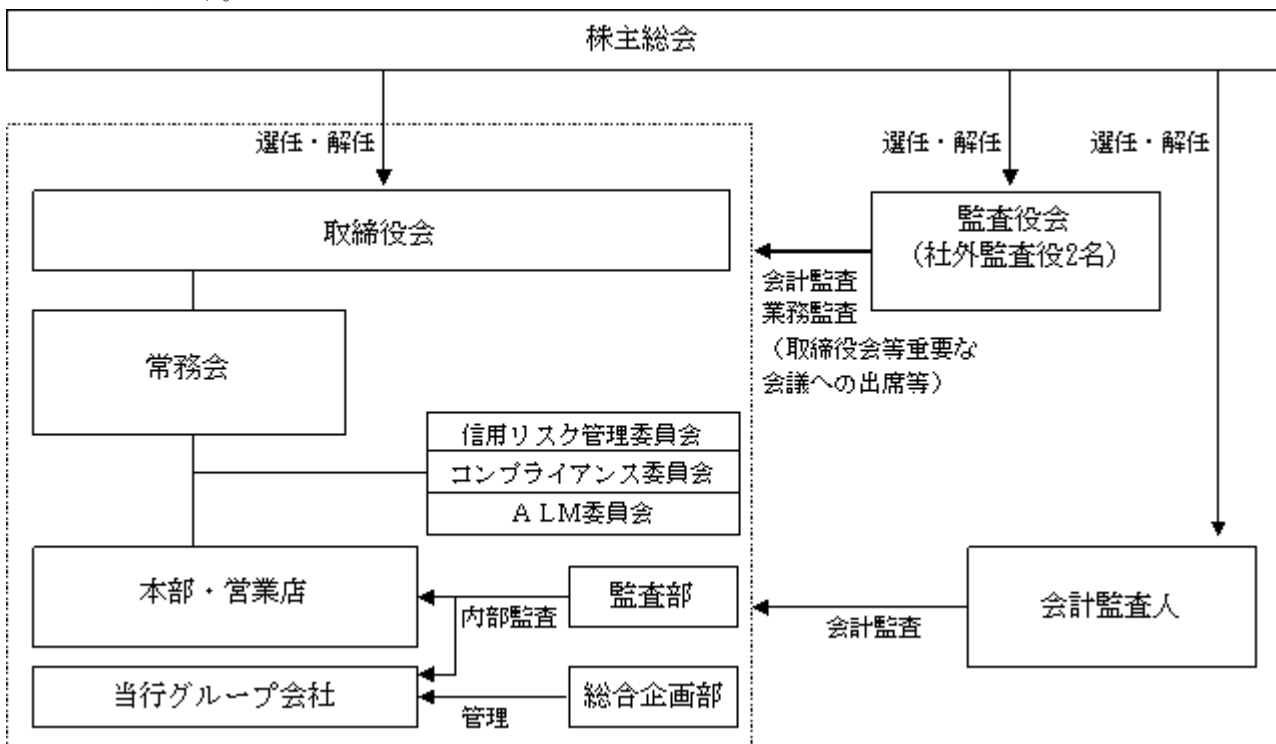 株主総会
選任・解任
選任・解任
選任・解任
取締役会
監査役会
（社外監査役2名）
会計監査
業務監査
（取締役会等重要な
会議への出席等）
常務会
信用リスク管理委員会
コンプライアンス委員会
ＡＬＭ委員会
本部・営業店
内部監査
監査部
会計監査
会計監査人
当行グループ会社
管理
総合企画部